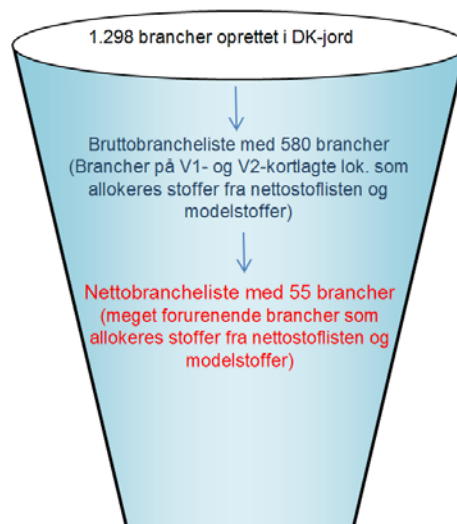 1.298 brancher oprettet i DK-jord
Bruttobrancheliste med 580 brancher
(Brancher på V1- og V2-kortlagte lok. som
allokeres stoffer fra nettostoflisten og
modelstoffer)
Nettobrancheliste med 55 brancher
(meget forurenende brancher som
allokeres stoffer fra nettostoflisten og
modelstoffer)